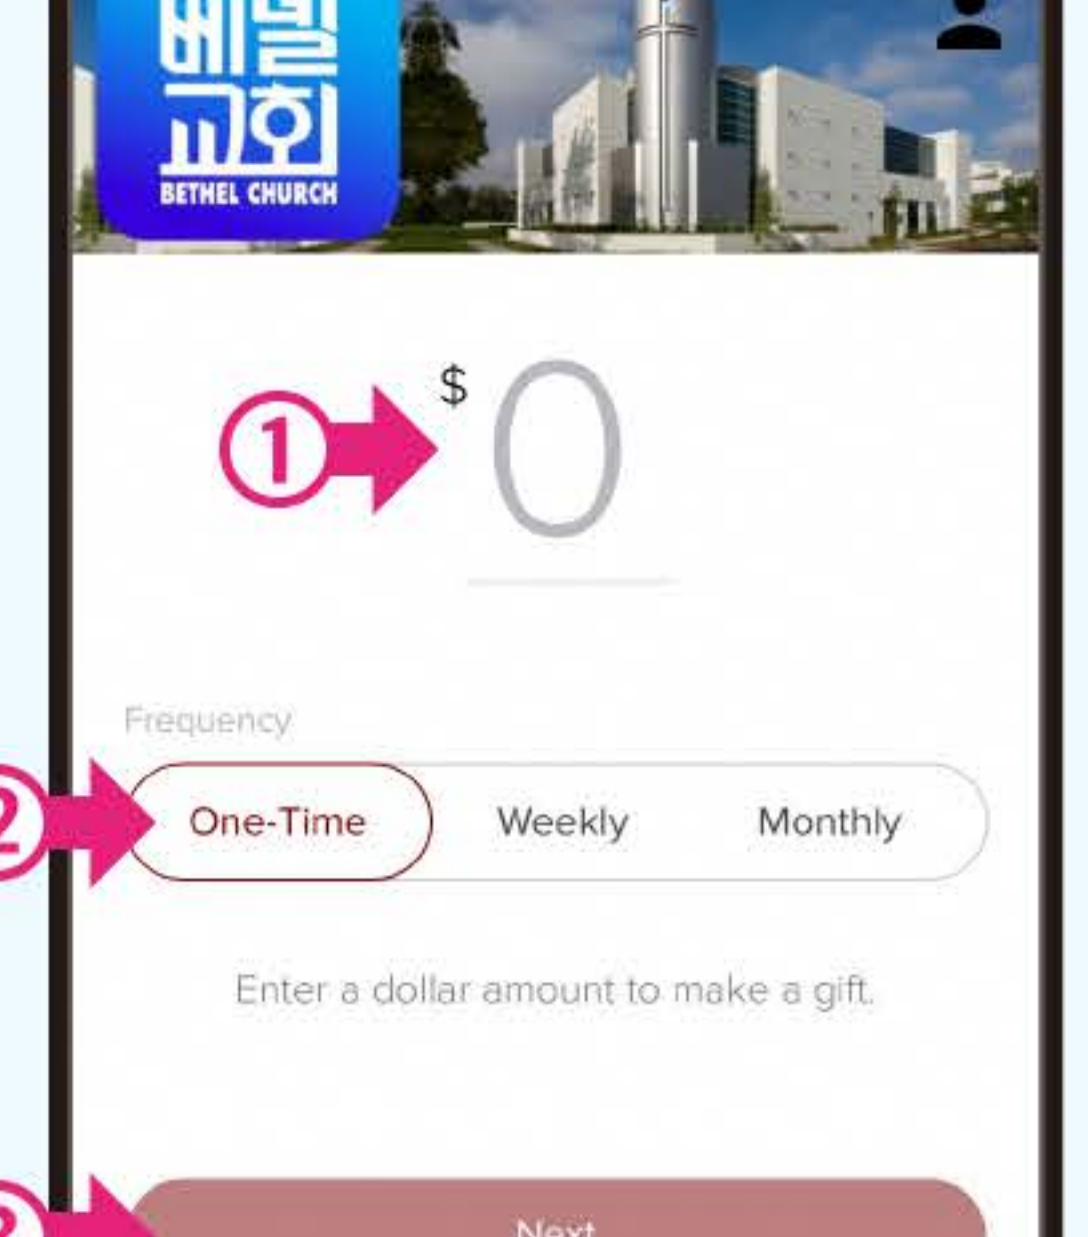 베델
교회
BETHEL CHURCH
① $ 0
Frequency
② One-Time Weekly Monthly
Enter a dollar amount to make a gift.
Next